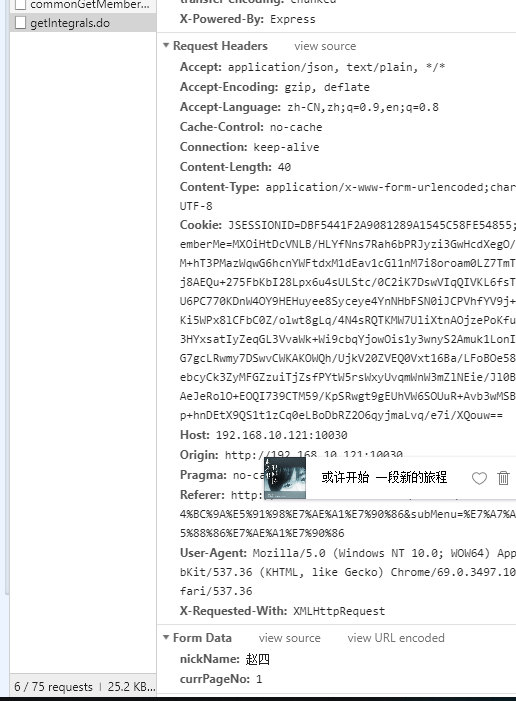 commonGetMember...
getIntegrals.do
X-Powered-By: Express
Request Headers view source
Accept: application/json, text/plain, */*
Accept-Encoding: gzip, deflate
Accept-Language: zh-CN,zh;q=0.9,en;q=0.8
Cache-Control: no-cache
Connection: keep-alive
Content-Length: 40
Content-Type: application/x-www-form-urlencoded;char
UTF-8
Cookie: JSESSIONID=DBF5441F2A9081289A1545C58FE54855;
emberMe=MXOiHtDcVNLB/HLYfNns7Rah6bPRJyzi3GwHcdXegO/
M+hT3PMazWqwG6hcnYWFtdxM1dEav1cGl1nM7i8oroam0LZ7TmT
j8AEQu+275FbKbI28Lpx6u4sULStc/0C2iK7DswVIqQIVKL6fsT
U6PC770KDnW4OY9HEHuyee8Syceye4YnNHbFSN0iJCPVhfYV9j+
Ki5WPx8lCFbC0Z/olwt8gLq/4N4sRQTKMW7UliXtnAOjzePoKfu
3HYxsatIyZeqGL3VvaWk+Wi9cbqYjowOis1y3wnyS2Amuk1LonI
G7gcLRwmy7DSwvCWKAKOWQh/UjkV20ZVEQ0Vxt16Ba/LFoBOe58
ebcyCk3ZyMFGZzuiTjZsfPYtW5rsWxyUvqmWnW3mZlNEie/Jl0B
AeJeRolO+EOQI739CTM59/KpSRwgt9gEUhVW6SOUuR+Avb3wMSB
p+hnDEtX9QS1t1zCq0eLBoDbRZ2O6qyjmaLvq/e7i/XQouw==
Host: 192.168.10.121:10030
Origin: http://192.168.10.121:10030
Pragma: no-ca
或许开始 一段新的旅程
Referer: http:
4%BC%9A%E5%91%98%E7%AE%A1%E7%90%86&subMenu=%E7%A7%A
5%88%86%E7%AE%A1%E7%90%86
User-Agent: Mozilla/5.0 (Windows NT 10.0; WOW64) App
bKit/537.36 (KHTML, like Gecko) Chrome/69.0.3497.10
fari/537.36
X-Requested-With: XMLHttpRequest
Form Data view source view URL encoded
nickName: 赵四
currPageNo: 1
6 / 75 requests | 25.2 KB...